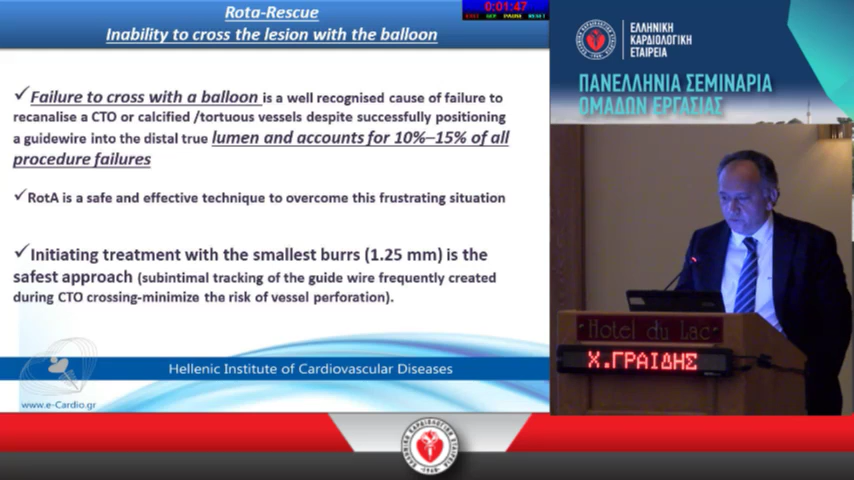 Rota-Rescue
Inability to cross the lesion with the balloon
0:01:47
PAUSE RESET
✓Failure to cross with a balloon is a well recognised cause of failure to
recanalise a CTO or calcified /tortuous vessels despite successfully positioning
a guidewire into the distal true lumen and accounts for 10%–15% of all
procedure failures
✓RotA is a safe and effective technique to overcome this frustrating situation
✓Initiating treatment with the smallest burrs (1.25 mm) is the
safest approach (subintimal tracking of the guide wire frequently created
during CTO crossing-minimize the risk of vessel perforation).
Hellenic Institute of Cardiovascular Diseases
www.e-Cardio.gr
ΕΛΛΗΝΙΚΗ
ΚΑΡΔΙΟΛΟΓΙΚΗ
ΕΤΑΙΡΕΙΑ
ΠΑΝΕΛΛΗΝΙΑ ΣΕΜΙΝΑΡΙΑ
ΟΜΑΔΩΝ ΕΡΓΑΣΙΑΣ
Hotel du Lac
Χ.ΓΡΑΙΔΗΣ